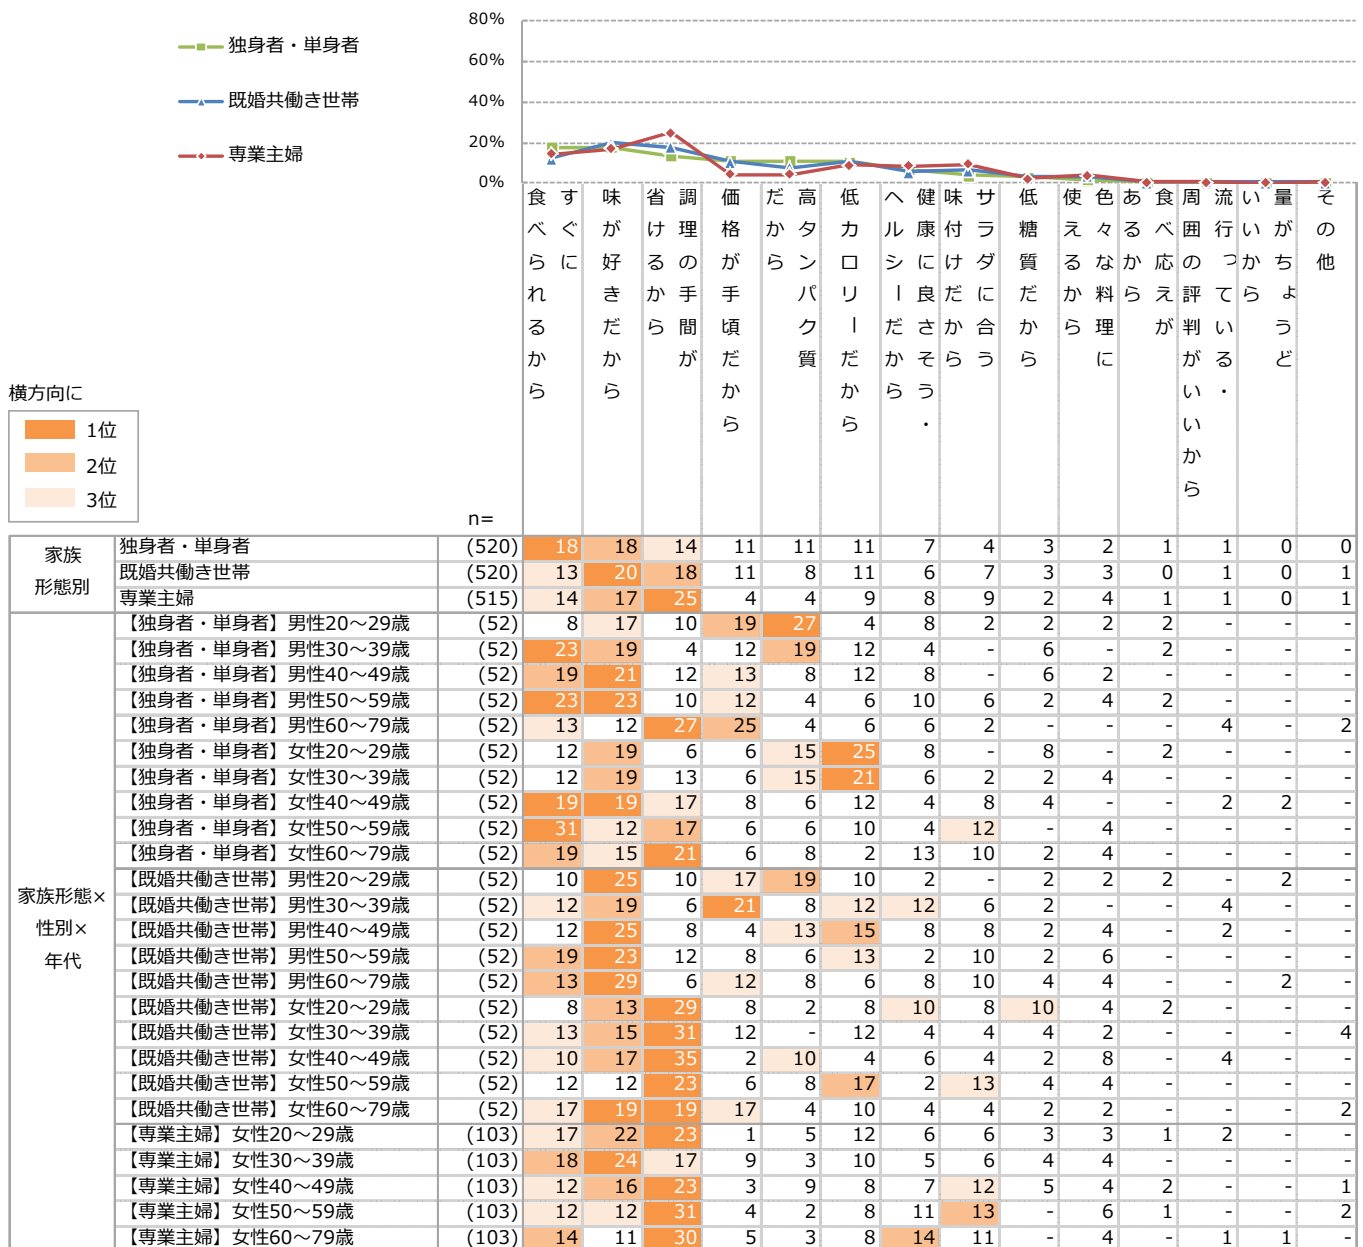 80%
60%
40%
20%
0%
独身者・単身者
既婚共働き世帯
専業主婦
すぐに食べられるから
味が好きだから
調理の手間が省けるから
価格が手頃だから
高タンパク質だから
低カロリーだから
健康に良さそう・ヘルシーだから
サラダに合う味付けだから
低糖質だから
色々な料理に使えるから
食べ応えがあるから
流行っている・周囲の評判がいいから
量がちょうどいいから
その他
横方向に
1位
2位
3位
n=
家族形態別
独身者・単身者 (520) 18 18 14 11 11 11 7 4 3 2 1 1 0 0
既婚共働き世帯 (520) 13 20 18 11 8 11 6 7 3 3 0 1 0 1
専業主婦 (515) 14 17 25 4 4 9 8 9 2 4 1 1 0 1
家族形態×性別×年代
【独身者・単身者】男性20～29歳 (52) 8 17 10 19 27 4 8 2 2 2 2 - - -
【独身者・単身者】男性30～39歳 (52) 23 19 4 12 19 12 4 - 6 - 2 - - -
【独身者・単身者】男性40～49歳 (52) 19 21 12 13 8 12 8 - 6 2 - - - -
【独身者・単身者】男性50～59歳 (52) 23 23 10 12 4 6 10 6 2 4 2 - - -
【独身者・単身者】男性60～79歳 (52) 13 12 27 25 4 6 6 2 - - - 4 - 2
【独身者・単身者】女性20～29歳 (52) 12 19 6 6 15 25 8 - 8 - 2 - - -
【独身者・単身者】女性30～39歳 (52) 12 19 13 6 15 21 6 2 2 4 - - - -
【独身者・単身者】女性40～49歳 (52) 19 19 17 8 6 12 4 8 4 - - 2 2 -
【独身者・単身者】女性50～59歳 (52) 31 12 17 6 6 10 4 12 - 4 - - - -
【独身者・単身者】女性60～79歳 (52) 19 15 21 6 8 2 13 10 2 4 - - - -
【既婚共働き世帯】男性20～29歳 (52) 10 25 10 17 19 10 2 - 2 2 2 - 2 -
【既婚共働き世帯】男性30～39歳 (52) 12 19 6 21 8 12 12 6 2 - - 4 - -
【既婚共働き世帯】男性40～49歳 (52) 12 25 8 4 13 15 8 8 2 4 - 2 - -
【既婚共働き世帯】男性50～59歳 (52) 19 23 12 8 6 13 2 10 2 6 - - - -
【既婚共働き世帯】男性60～79歳 (52) 13 29 6 12 8 6 8 10 4 4 - - 2 -
【既婚共働き世帯】女性20～29歳 (52) 8 13 29 8 2 8 10 8 10 4 2 - - -
【既婚共働き世帯】女性30～39歳 (52) 13 15 31 12 - 12 4 4 4 2 - - - 4
【既婚共働き世帯】女性40～49歳 (52) 10 17 35 2 10 4 6 4 2 8 - 4 - -
【既婚共働き世帯】女性50～59歳 (52) 12 12 23 6 8 17 2 13 4 4 - - - -
【既婚共働き世帯】女性60～79歳 (52) 17 19 19 17 4 10 4 4 2 2 - - - 2
【専業主婦】女性20～29歳 (103) 17 22 23 1 5 12 6 6 3 3 1 2 - -
【専業主婦】女性30～39歳 (103) 18 24 17 9 3 10 5 6 4 4 - - - -
【専業主婦】女性40～49歳 (103) 12 16 23 3 9 8 7 12 5 4 2 - - 1
【専業主婦】女性50～59歳 (103) 12 12 31 4 2 8 11 13 - 6 1 - - 2
【専業主婦】女性60～79歳 (103) 14 11 30 5 3 8 14 11 - 4 - 1 1 -